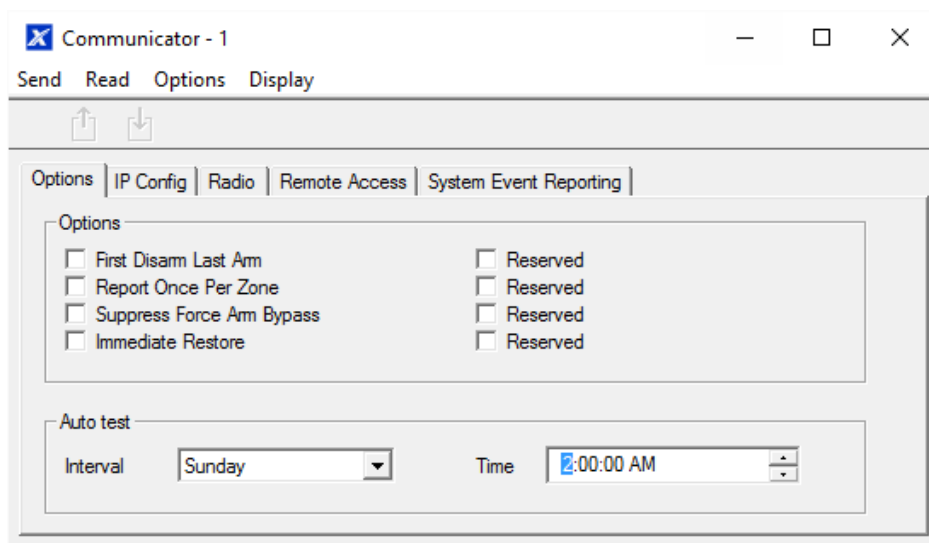 Communicator - 1
Send Read Options Display
Options IP Config Radio Remote Access System Event Reporting
Options
First Disarm Last Arm Reserved
Report Once Per Zone Reserved
Suppress Force Arm Bypass Reserved
Immediate Restore Reserved
Auto test
Interval Sunday Time 2:00:00 AM